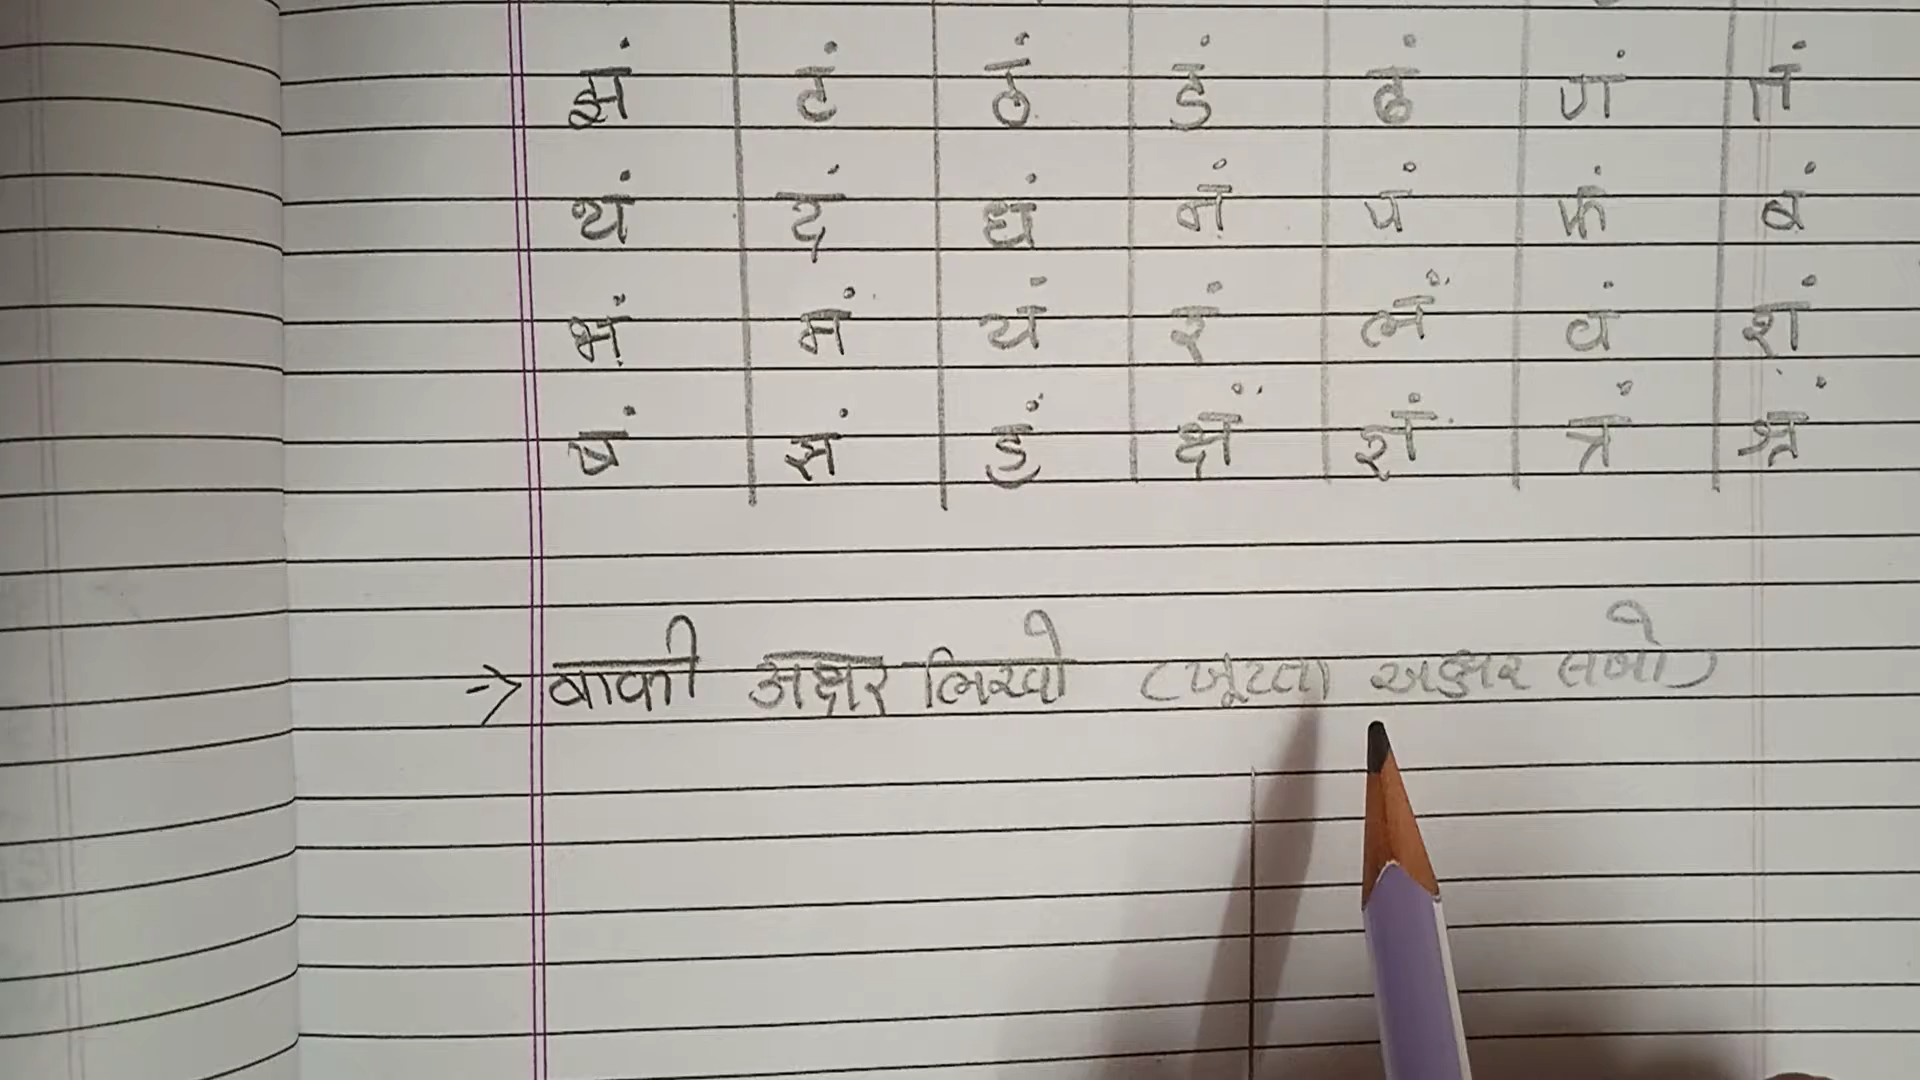 झं टं ठं डं ढं णं तं
थं दं धं नं पं फं बं
भं मं यं रं लं वं शं
षं सं हं क्षं ज्ञं त्रं श्रं
→ बाकी अक्षर लिखो (ખૂટતા અક્ષર લખો)